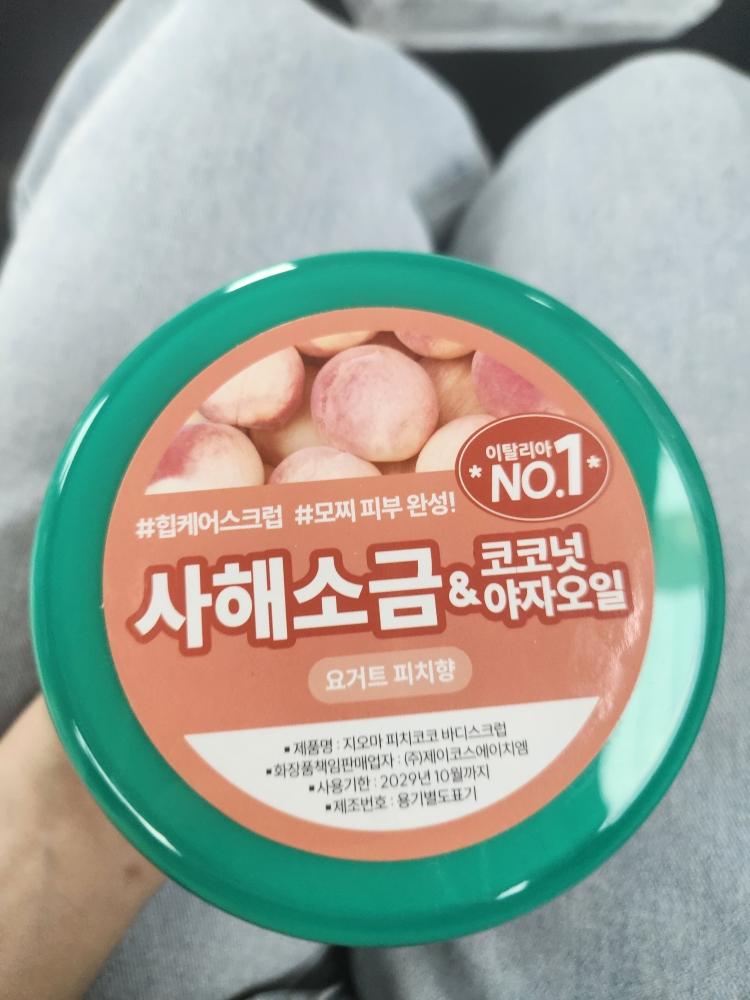 이탈리아
*NO.1*
#힙케어스크럽 #모찌 피부 완성!
사해소금&코코넛
야자오일
요거트 피치향
▪ 제품명 : 지오마 피치코코 바디스크럽
▪ 화장품책임판매업자 : (주)제이코스에이치엠
▪ 사용기한 : 2029년 10월까지
▪ 제조번호 : 용기별도표기